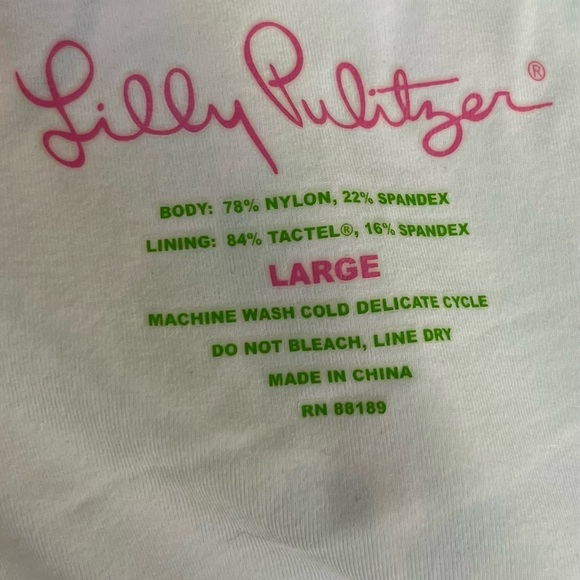 Lilly Pulitzer®
BODY: 78% NYLON, 22% SPANDEX
LINING: 84% TACTEL®, 16% SPANDEX
LARGE
MACHINE WASH COLD DELICATE CYCLE
DO NOT BLEACH, LINE DRY
MADE IN CHINA
RN 88189